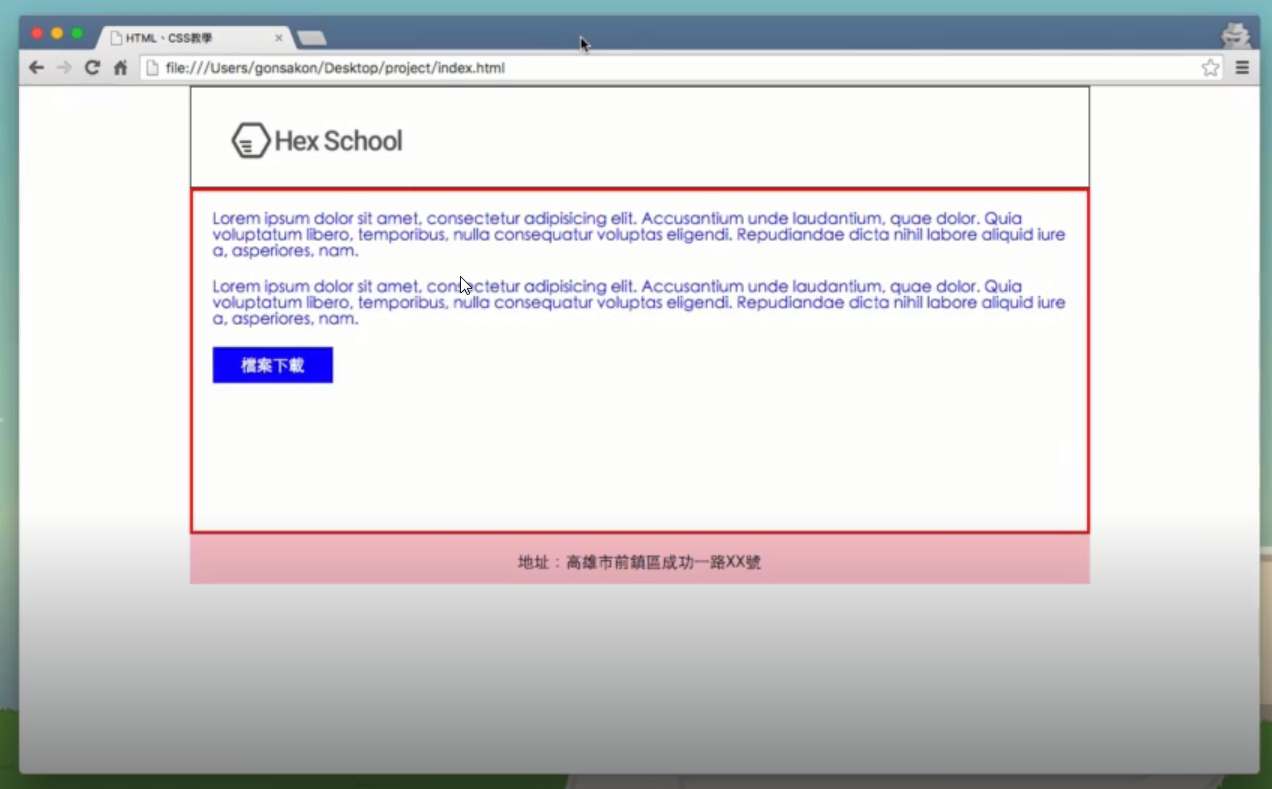 HTML、CSS教學
file:///Users/gonsakon/Desktop/project/index.html
Hex School
Lorem ipsum dolor sit amet, consectetur adipisicing elit. Accusantium unde laudantium, quae dolor. Quia
voluptatum libero, temporibus, nulla consequatur voluptas eligendi. Repudiandae dicta nihil labore aliquid iure
a, asperiores, nam.
Lorem ipsum dolor sit amet, consectetur adipisicing elit. Accusantium unde laudantium, quae dolor. Quia
voluptatum libero, temporibus, nulla consequatur voluptas eligendi. Repudiandae dicta nihil labore aliquid iure
a, asperiores, nam.
檔案下載
地址：高雄市前鎮區成功一路XX號